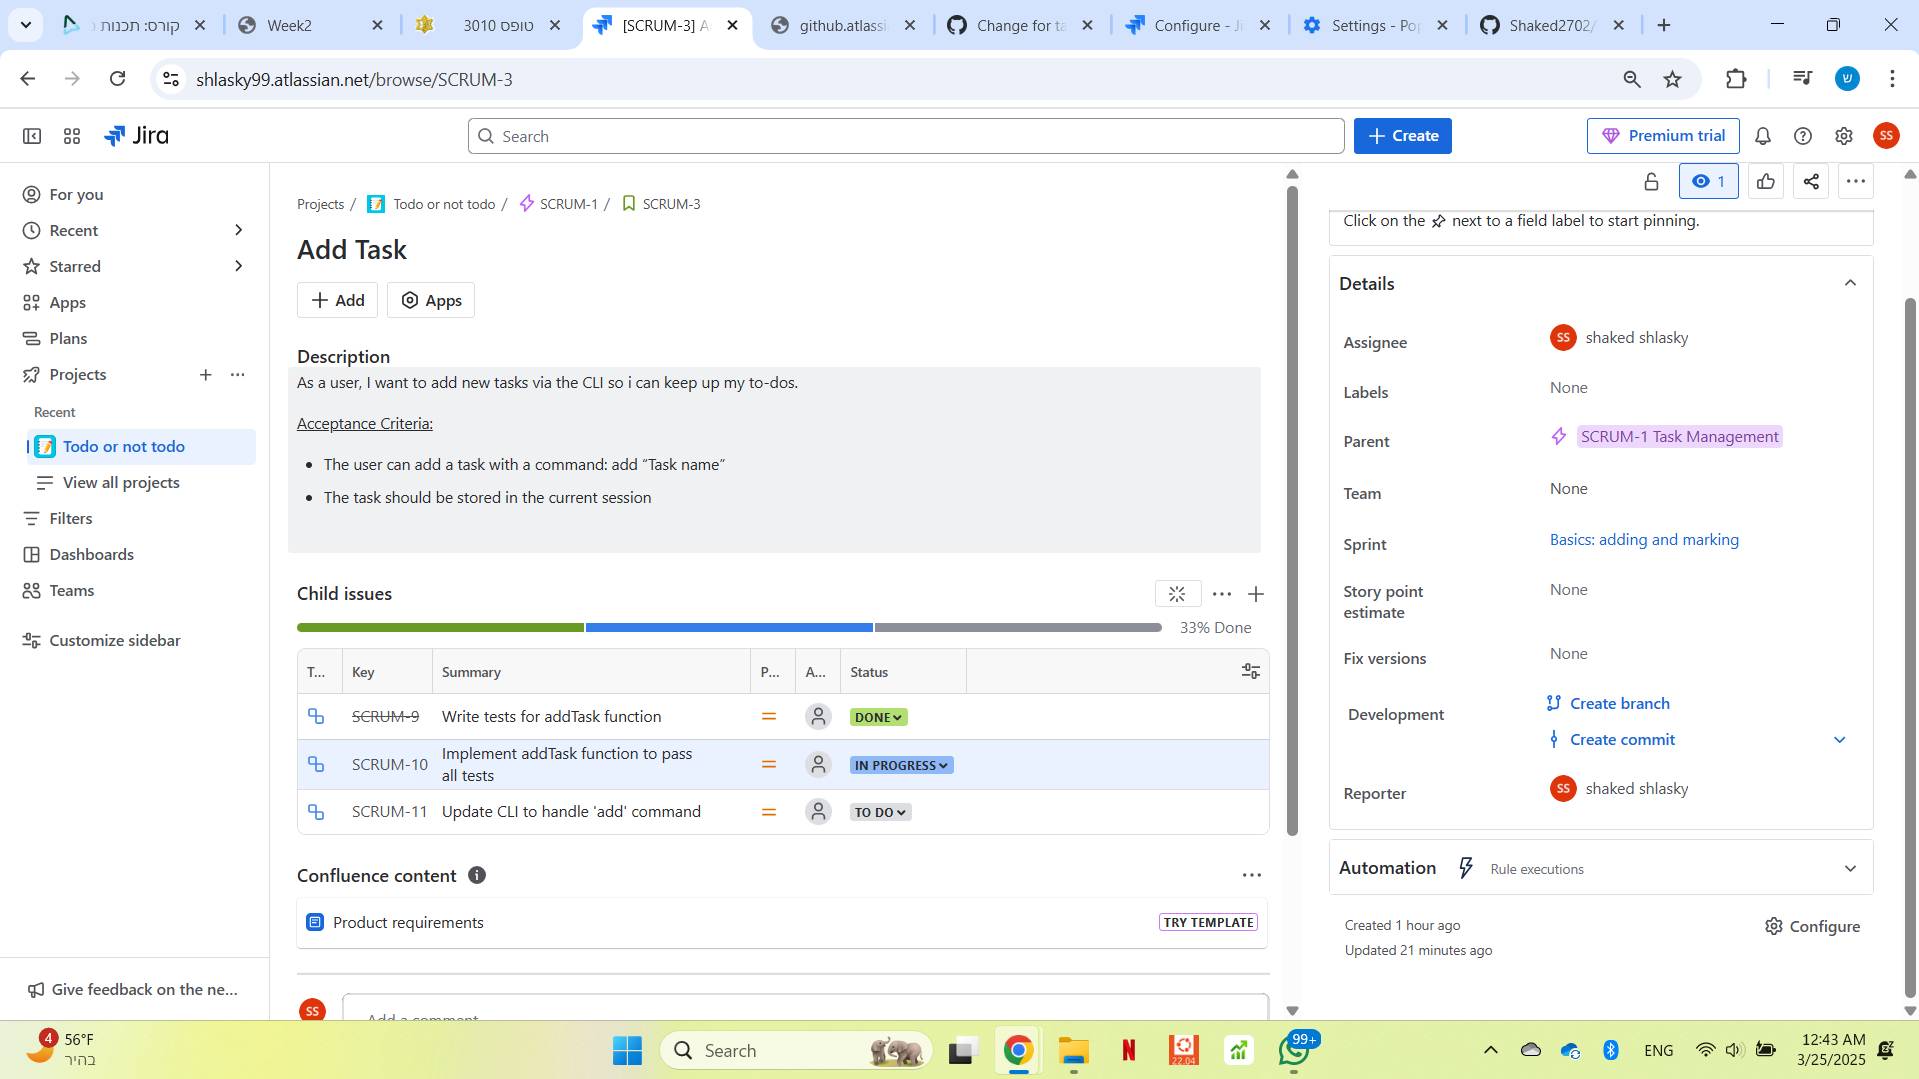 קורס: תכנות
Week2
טופס 3010
[SCRUM-3] A
github.atlassi
Change for ta
Configure - Ji
Settings - Pop
Shaked2702/
shlasky99.atlassian.net/browse/SCRUM-3
ש
Jira
Search
Create
Premium trial
SS
For you
Recent
Starred
Apps
Plans
Projects
Recent
Todo or not todo
View all projects
Filters
Dashboards
Teams
Customize sidebar
Give feedback on the ne...
Projects / Todo or not todo / SCRUM-1 / SCRUM-3
Add Task
Add
Apps
Description
As a user, I want to add new tasks via the CLI so i can keep up my to-dos.
Acceptance Criteria:
• The user can add a task with a command: add “Task name”
• The task should be stored in the current session
Child issues
33% Done
T... Key Summary P... A... Status
SCRUM-9 Write tests for addTask function DONE
SCRUM-10 Implement addTask function to pass
all tests IN PROGRESS
SCRUM-11 Update CLI to handle 'add' command TO DO
Confluence content
Product requirements TRY TEMPLATE
SS
Add a comment
1
Click on the next to a field label to start pinning.
Details
Assignee SS shaked shlasky
Labels None
Parent SCRUM-1 Task Management
Team None
Sprint Basics: adding and marking
Story point
estimate None
Fix versions None
Development Create branch
Create commit
Reporter SS shaked shlasky
Automation Rule executions
Created 1 hour ago
Updated 21 minutes ago
Configure
4
56°F
בהיר
Search
22.04
99+
ENG
12:43 AM
3/25/2025